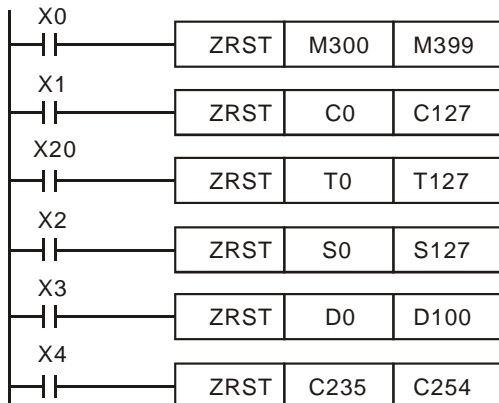 X0
ZRST M300 M399
X1
ZRST C0 C127
X20
ZRST T0 T127
X2
ZRST S0 S127
X3
ZRST D0 D100
X4
ZRST C235 C254